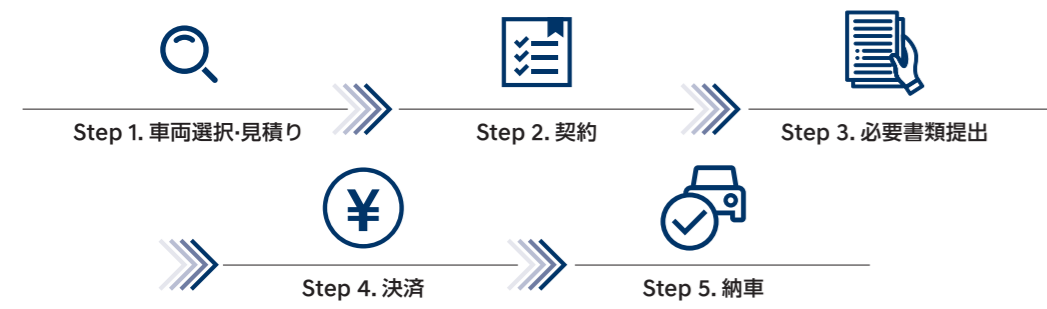 Step 1. 車両選択・見積り
Step 2. 契約
Step 3. 必要書類提出
¥
Step 4. 決済
Step 5. 納車